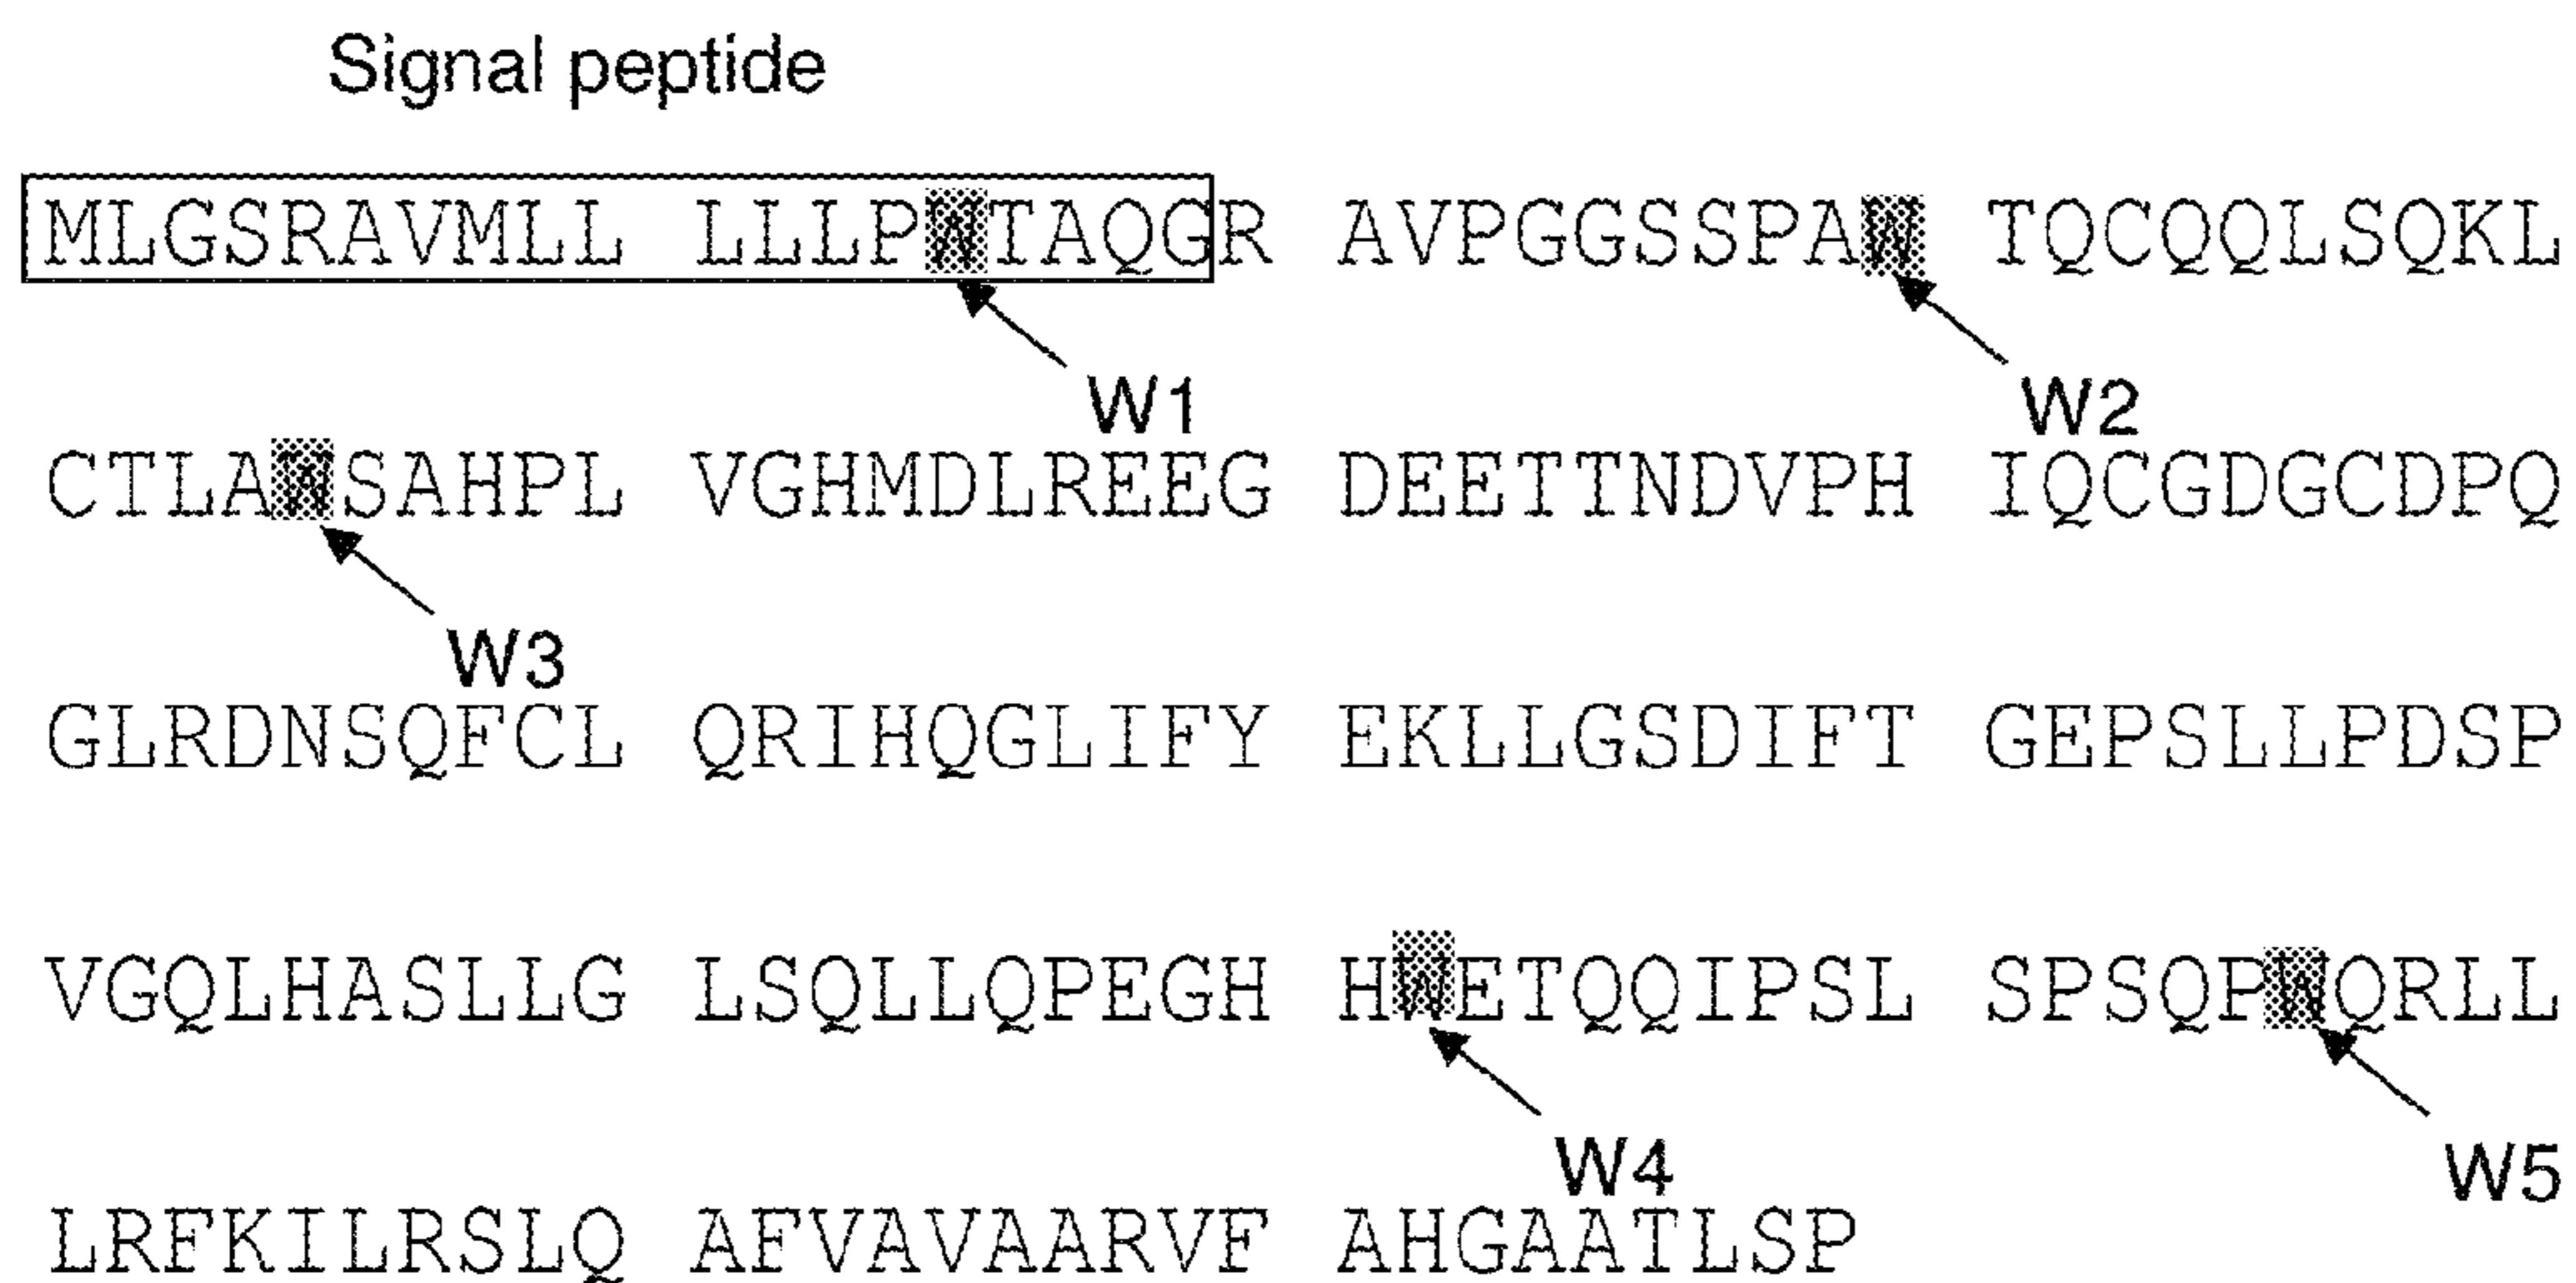 Signal peptide
MLGSRAVMLL LLLPWTAQGR AVPGGSSPAW TQCQQLSQKL
W1 W2
CTLAWSAHPL VGHMDLREEG DEETTNDVPH IQCGDGCDPQ
W3
GLRDNSQFCL QRIHQGLIFY EKLLGSDIFT GEPSLLPDSP
VGQLHASLLG LSQLLQPEGH HWETQQIPSL SPSQPWQRLL
W4 W5
LRFKILRSLQ AFVAVAARVF AHGAATLSP